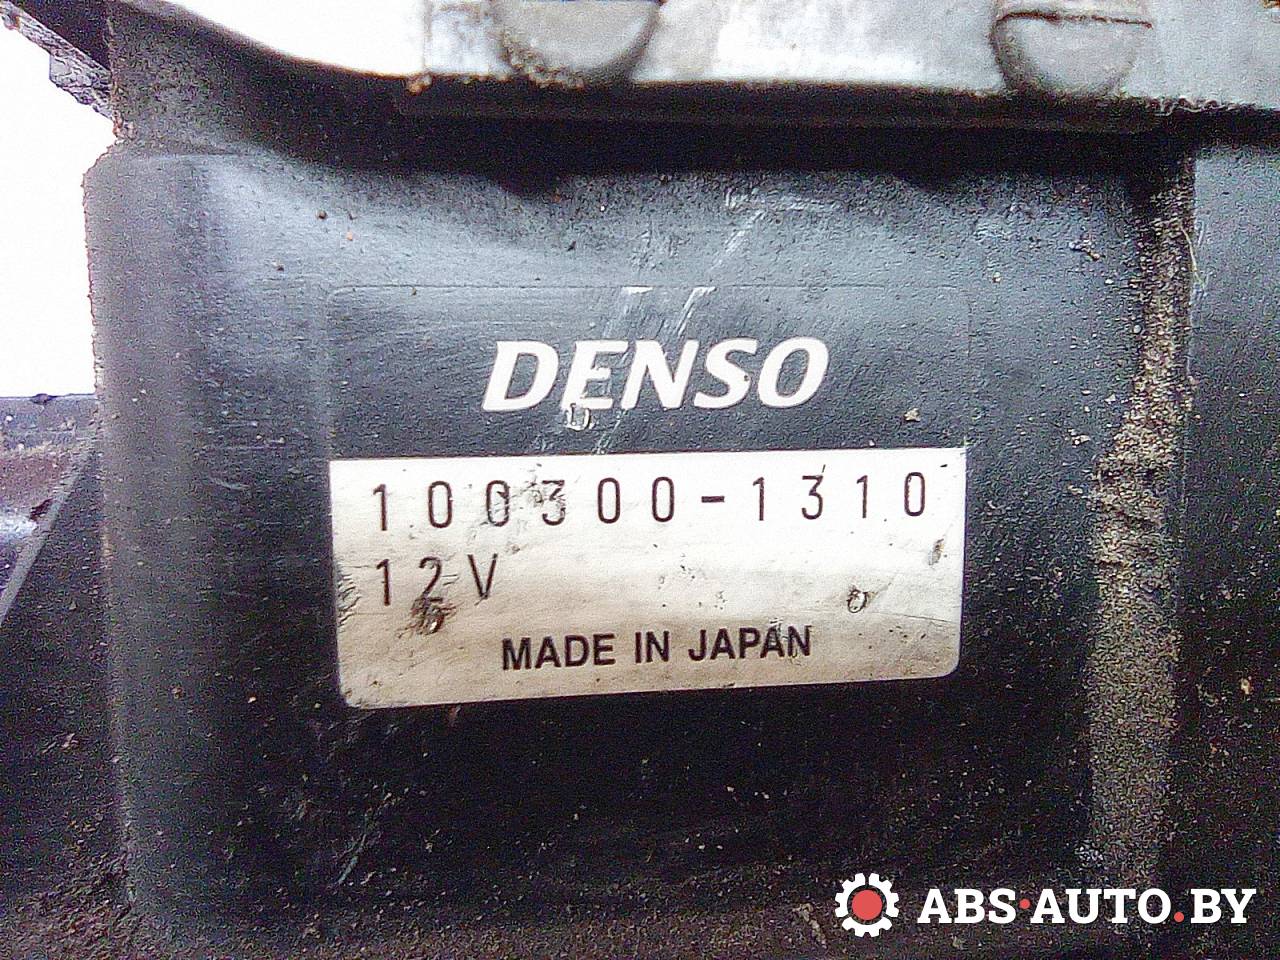 DENSO
100300-1310
12V
MADE IN JAPAN
ABS·AUTO.BY